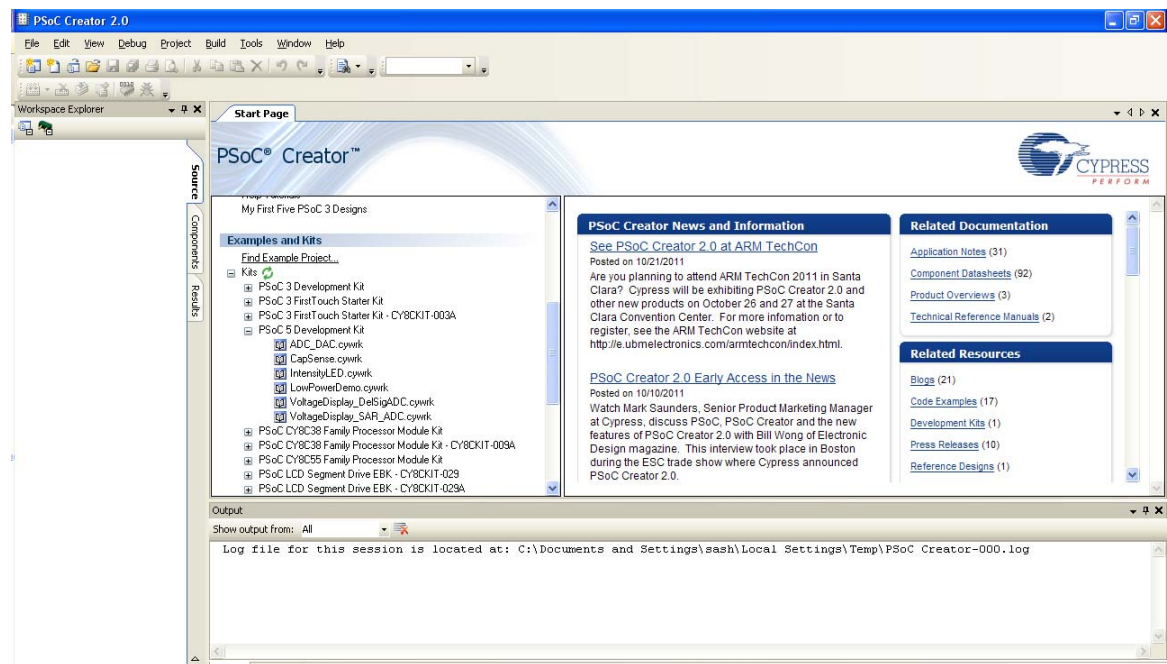 PSoC Creator 2.0
File Edit View Debug Project Build Tools Window Help
Workspace Explorer
Source
Components
Results
Start Page
PSoC® Creator™
CYPRESS
PERFORM
My First Five PSoC 3 Designs
Examples and Kits
Find Example Project...
Kits
PSoC 3 Development Kit
PSoC 3 FirstTouch Starter Kit
PSoC 3 FirstTouch Starter Kit - CY8CKIT-003A
PSoC 5 Development Kit
ADC_DAC.cywrk
CapSense.cywrk
IntensityLED.cywrk
LowPowerDemo.cywrk
VoltageDisplay_DelSigADC.cywrk
VoltageDisplay_SAR_ADC.cywrk
PSoC CY8C38 Family Processor Module Kit
PSoC CY8C38 Family Processor Module Kit - CY8CKIT-009A
PSoC CY8C55 Family Processor Module Kit
PSoC LCD Segment Drive EBK - CY8CKIT-029
PSoC LCD Segment Drive EBK - CY8CKIT-029A
PSoC Creator News and Information
See PSoC Creator 2.0 at ARM TechCon
Posted on 10/21/2011
Are you planning to attend ARM TechCon 2011 in Santa
Clara? Cypress will be exhibiting PSoC Creator 2.0 and
other new products on October 26 and 27 at the Santa
Clara Convention Center. For more infomation or to
register, see the ARM TechCon website at
http://e.ubmelectronics.com/armtechcon/index.html.
PSoC Creator 2.0 Early Access in the News
Posted on 10/10/2011
Watch Mark Saunders, Senior Product Marketing Manager
at Cypress, discuss PSoC, PSoC Creator and the new
features of PSoC Creator 2.0 with Bill Wong of Electronic
Design magazine. This interview took place in Boston
during the ESC trade show where Cypress announced
PSoC Creator 2.0.
Related Documentation
Application Notes (31)
Component Datasheets (92)
Product Overviews (3)
Technical Reference Manuals (2)
Related Resources
Blogs (21)
Code Examples (17)
Development Kits (1)
Press Releases (10)
Reference Designs (1)
Output
Show output from: All
Log file for this session is located at: C:\Documents and Settings\sash\Local Settings\Temp\PSoC Creator-000.log